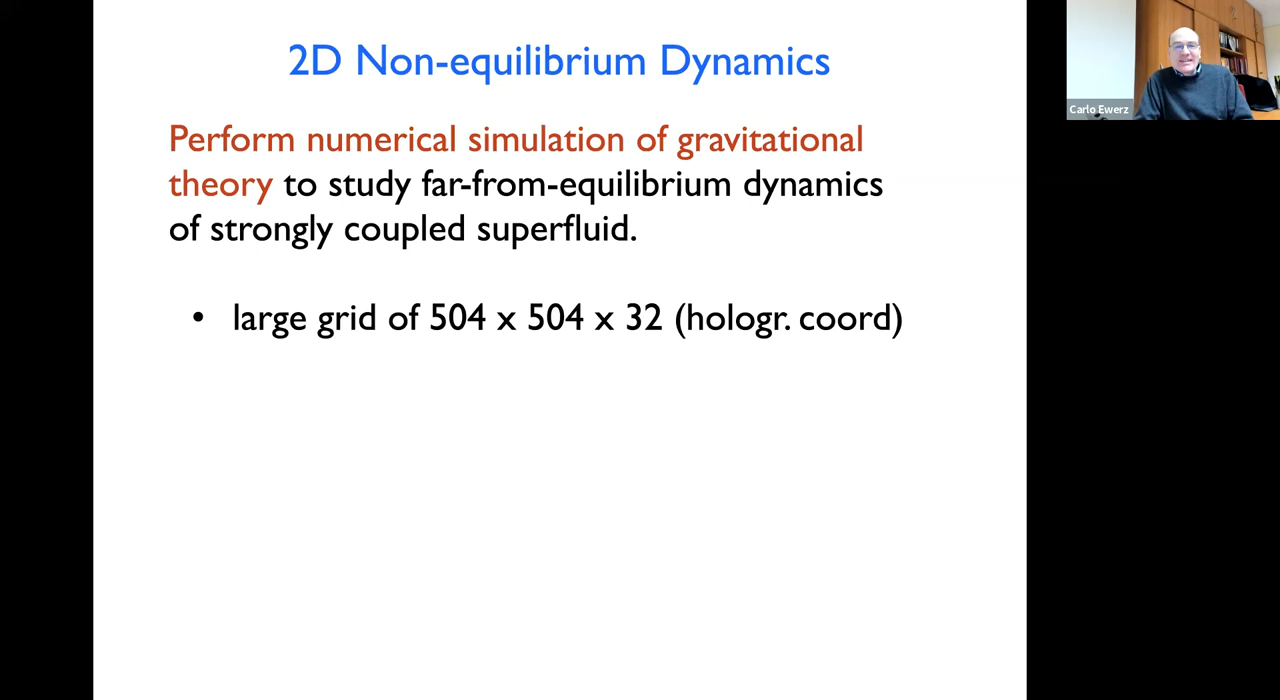 2D Non-equilibrium Dynamics
Carlo Ewerz
Perform numerical simulation of gravitational
theory to study far-from-equilibrium dynamics
of strongly coupled superfluid.
• large grid of 504 x 504 x 32 (hologr. coord)